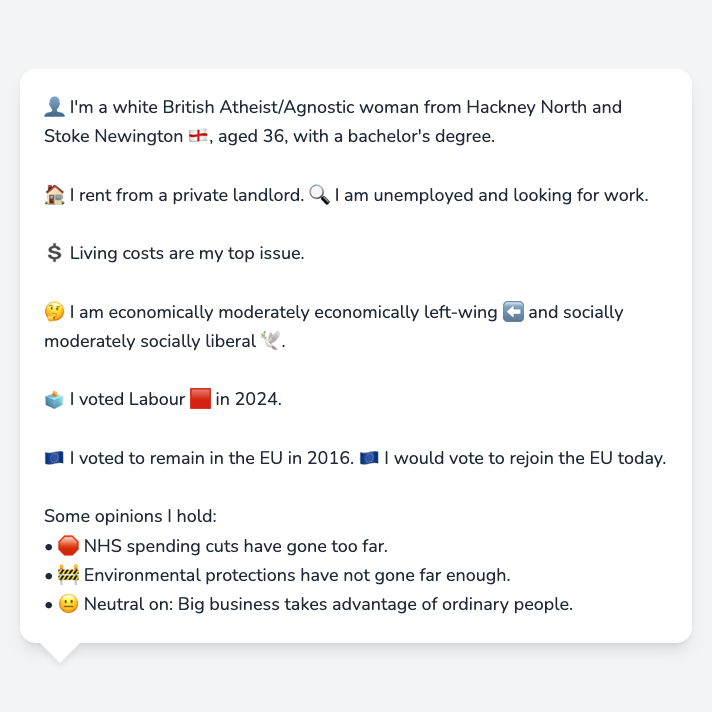 👤 I'm a white British Atheist/Agnostic woman from Hackney North and
Stoke Newington 🏴󠁧󠁢󠁥󠁮󠁧󠁿, aged 36, with a bachelor's degree.
🏠 I rent from a private landlord. 🔍 I am unemployed and looking for work.
💲 Living costs are my top issue.
🤔 I am economically moderately economically left-wing ⬅️ and socially
moderately socially liberal 🕊️.
🗳️ I voted Labour 🟥 in 2024.
🇪🇺 I voted to remain in the EU in 2016. 🇪🇺 I would vote to rejoin the EU today.
Some opinions I hold:
• 🛑 NHS spending cuts have gone too far.
• 🚧 Environmental protections have not gone far enough.
• 😐 Neutral on: Big business takes advantage of ordinary people.